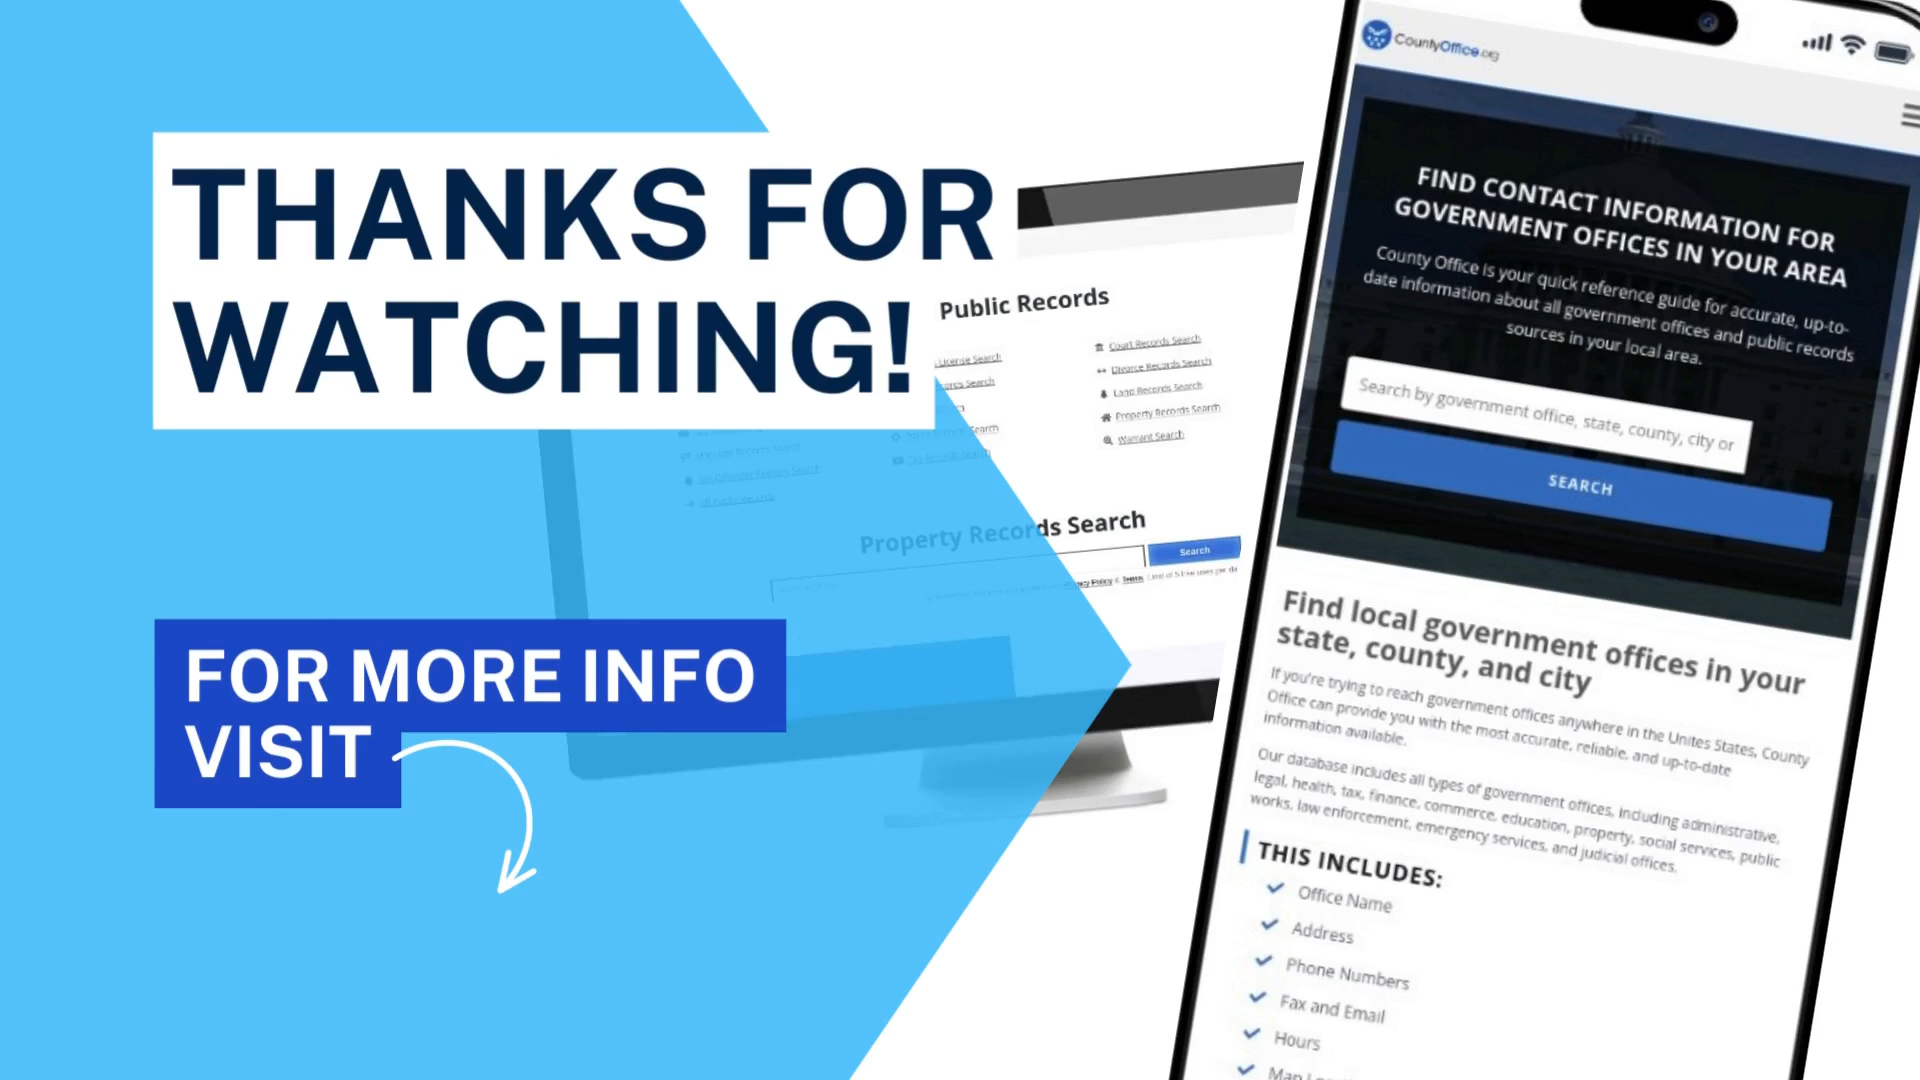 THANKS FOR
WATCHING!
FOR MORE INFO
VISIT
Public Records
License Search
Search
Search
Court Records Search
Divorce Records Search
Land Records Search
Property Records Search
Warrant Search
Property Records Search
Search
Policy & Terms
CountyOffice.org
FIND CONTACT INFORMATION FOR
GOVERNMENT OFFICES IN YOUR AREA
County Office is your quick reference guide for accurate, up-to-
date information about all government offices and public records
sources in your local area.
Search by government office, state, county, city or
SEARCH
Find local government offices in your
state, county, and city
If you're trying to reach government offices anywhere in the Unites States, County
Office can provide you with the most accurate, reliable, and up-to-date
information available.
Our database includes all types of government offices, including administrative,
legal, health, tax, finance, commerce, education, property, social services, public
works, law enforcement, emergency services, and judicial offices.
THIS INCLUDES:
Office Name
Address
Phone Numbers
Fax and Email
Hours